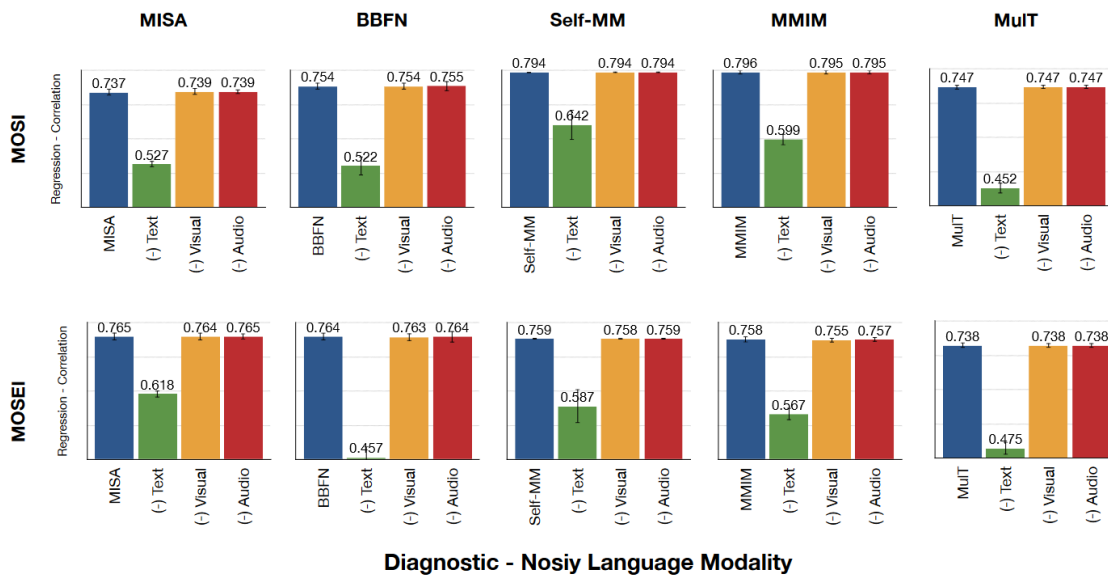 MISA
BBFN
Self-MM
MMIM
MulT
MOSI
Regression - Correlation
0.737
0.527
0.739
0.739
MISA
(-) Text
(-) Visual
(-) Audio
0.754
0.522
0.754
0.755
BBFN
(-) Text
(-) Visual
(-) Audio
0.794
0.642
0.794
0.794
Self-MM
(-) Text
(-) Visual
(-) Audio
0.796
0.599
0.795
0.795
MMIM
(-) Text
(-) Visual
(-) Audio
0.747
0.452
0.747
0.747
MulT
(-) Text
(-) Visual
(-) Audio
MOSEI
Regression - Correlation
0.765
0.618
0.764
0.765
MISA
(-) Text
(-) Visual
(-) Audio
0.764
0.457
0.763
0.764
BBFN
(-) Text
(-) Visual
(-) Audio
0.759
0.587
0.758
0.759
Self-MM
(-) Text
(-) Visual
(-) Audio
0.758
0.567
0.755
0.757
MMIM
(-) Text
(-) Visual
(-) Audio
0.738
0.475
0.738
0.738
MulT
(-) Text
(-) Visual
(-) Audio
Diagnostic - Nosiy Language Modality